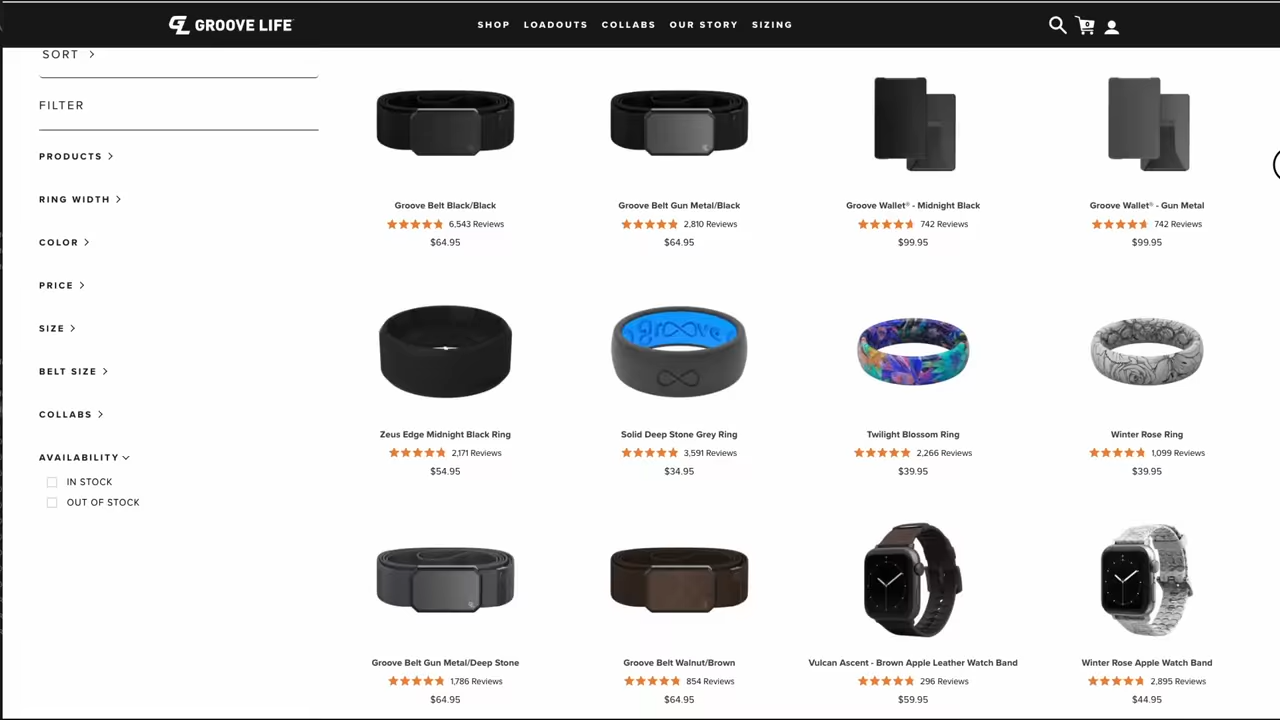 GROOVE LIFE
SHOP LOADOUTS COLLABS OUR STORY SIZING
0
SORT
FILTER
PRODUCTS
RING WIDTH
COLOR
PRICE
SIZE
BELT SIZE
COLLABS
AVAILABILITY
IN STOCK
OUT OF STOCK
Groove Belt Black/Black
6,543 Reviews
$64.95
Groove Belt Gun Metal/Black
2,810 Reviews
$64.95
Groove Wallet® - Midnight Black
742 Reviews
$99.95
Groove Wallet® - Gun Metal
742 Reviews
$99.95
Zeus Edge Midnight Black Ring
2,171 Reviews
$54.95
groove
Solid Deep Stone Grey Ring
3,591 Reviews
$34.95
Twilight Blossom Ring
2,266 Reviews
$39.95
Winter Rose Ring
1,099 Reviews
$39.95
Groove Belt Gun Metal/Deep Stone
1,786 Reviews
$64.95
Groove Belt Walnut/Brown
854 Reviews
$64.95
Vulcan Ascent - Brown Apple Leather Watch Band
296 Reviews
$59.95
Winter Rose Apple Watch Band
2,895 Reviews
$44.95